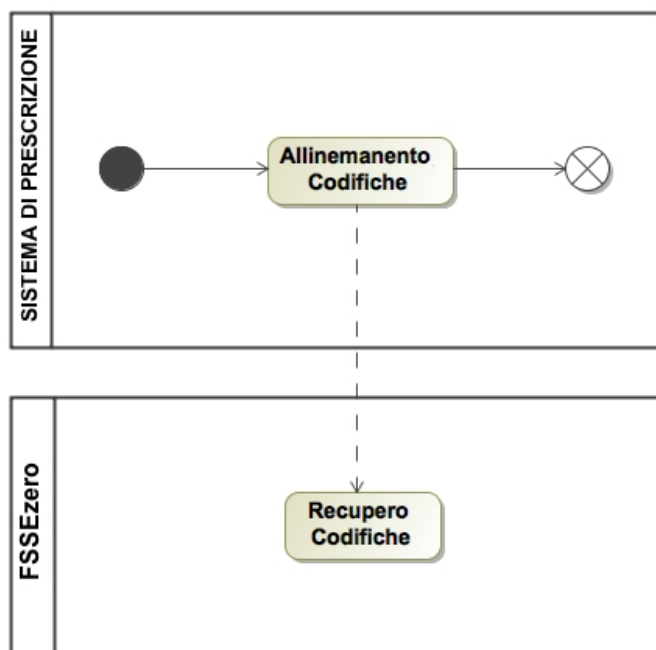 SISTEMA DI PRESCRIZIONE
Allinemanento
Codifiche
FSSEzero
Recupero
Codifiche